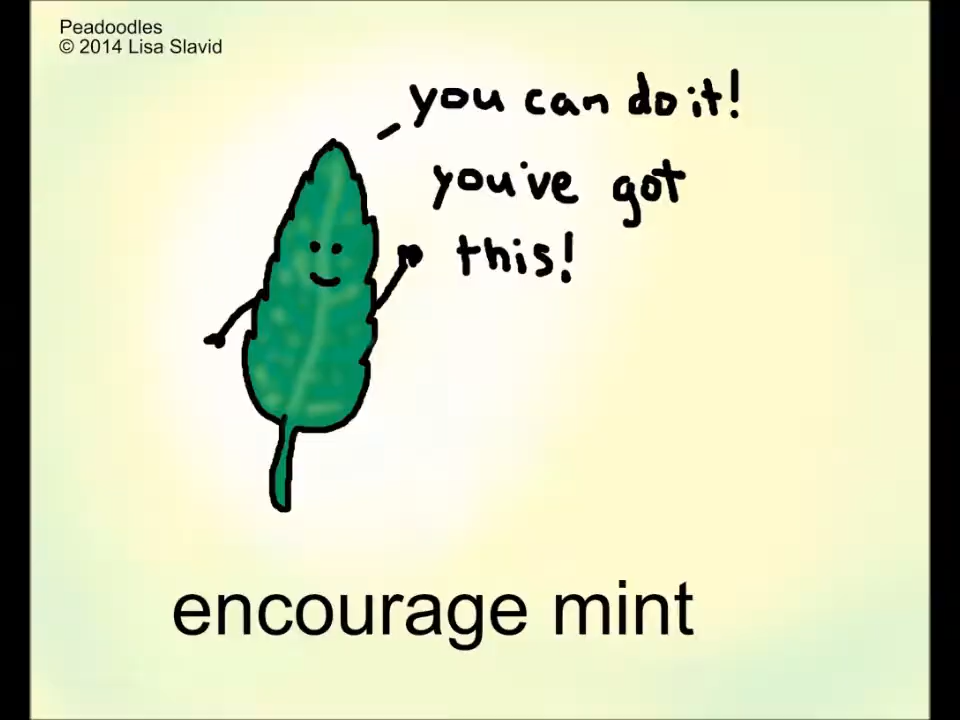 Peadoodles
© 2014 Lisa Slavid
you can do it!
you've got
this!
encourage mint